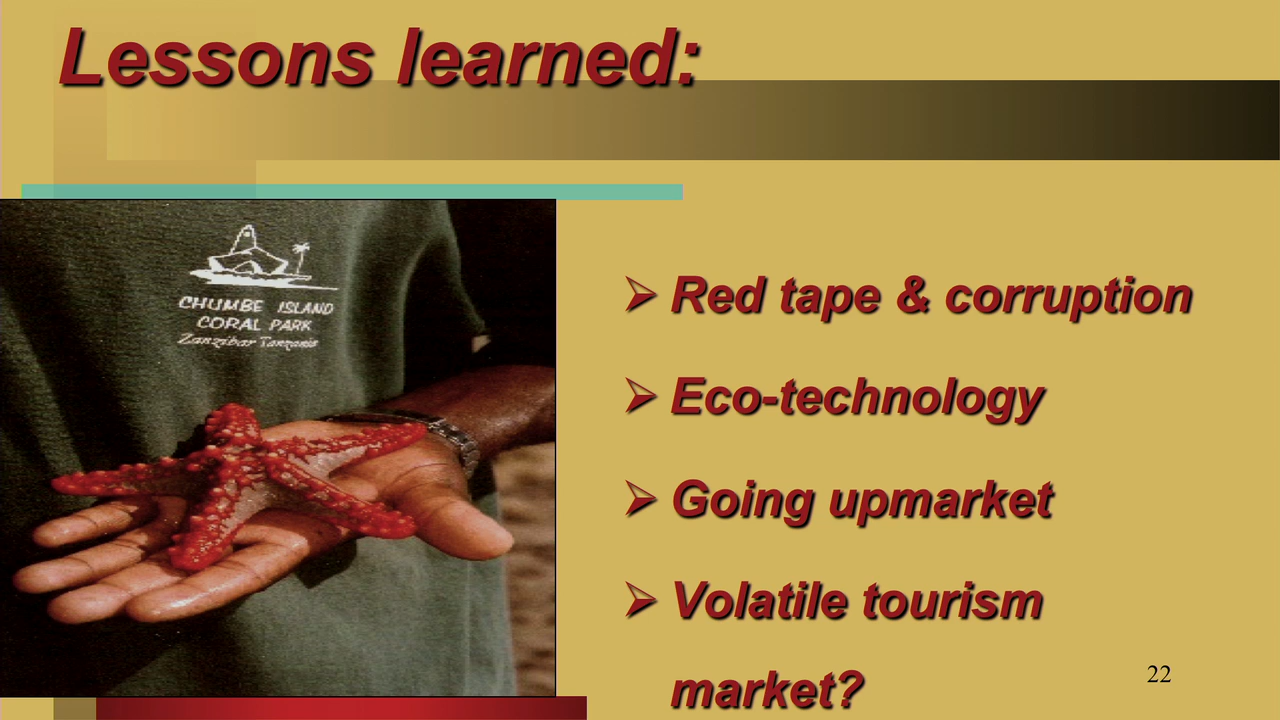 Lessons learned:
CHUMBE ISLAND
CORAL PARK
Zanzibar Tanzania
Red tape & corruption
Eco-technology
Going upmarket
Volatile tourism
market?
22